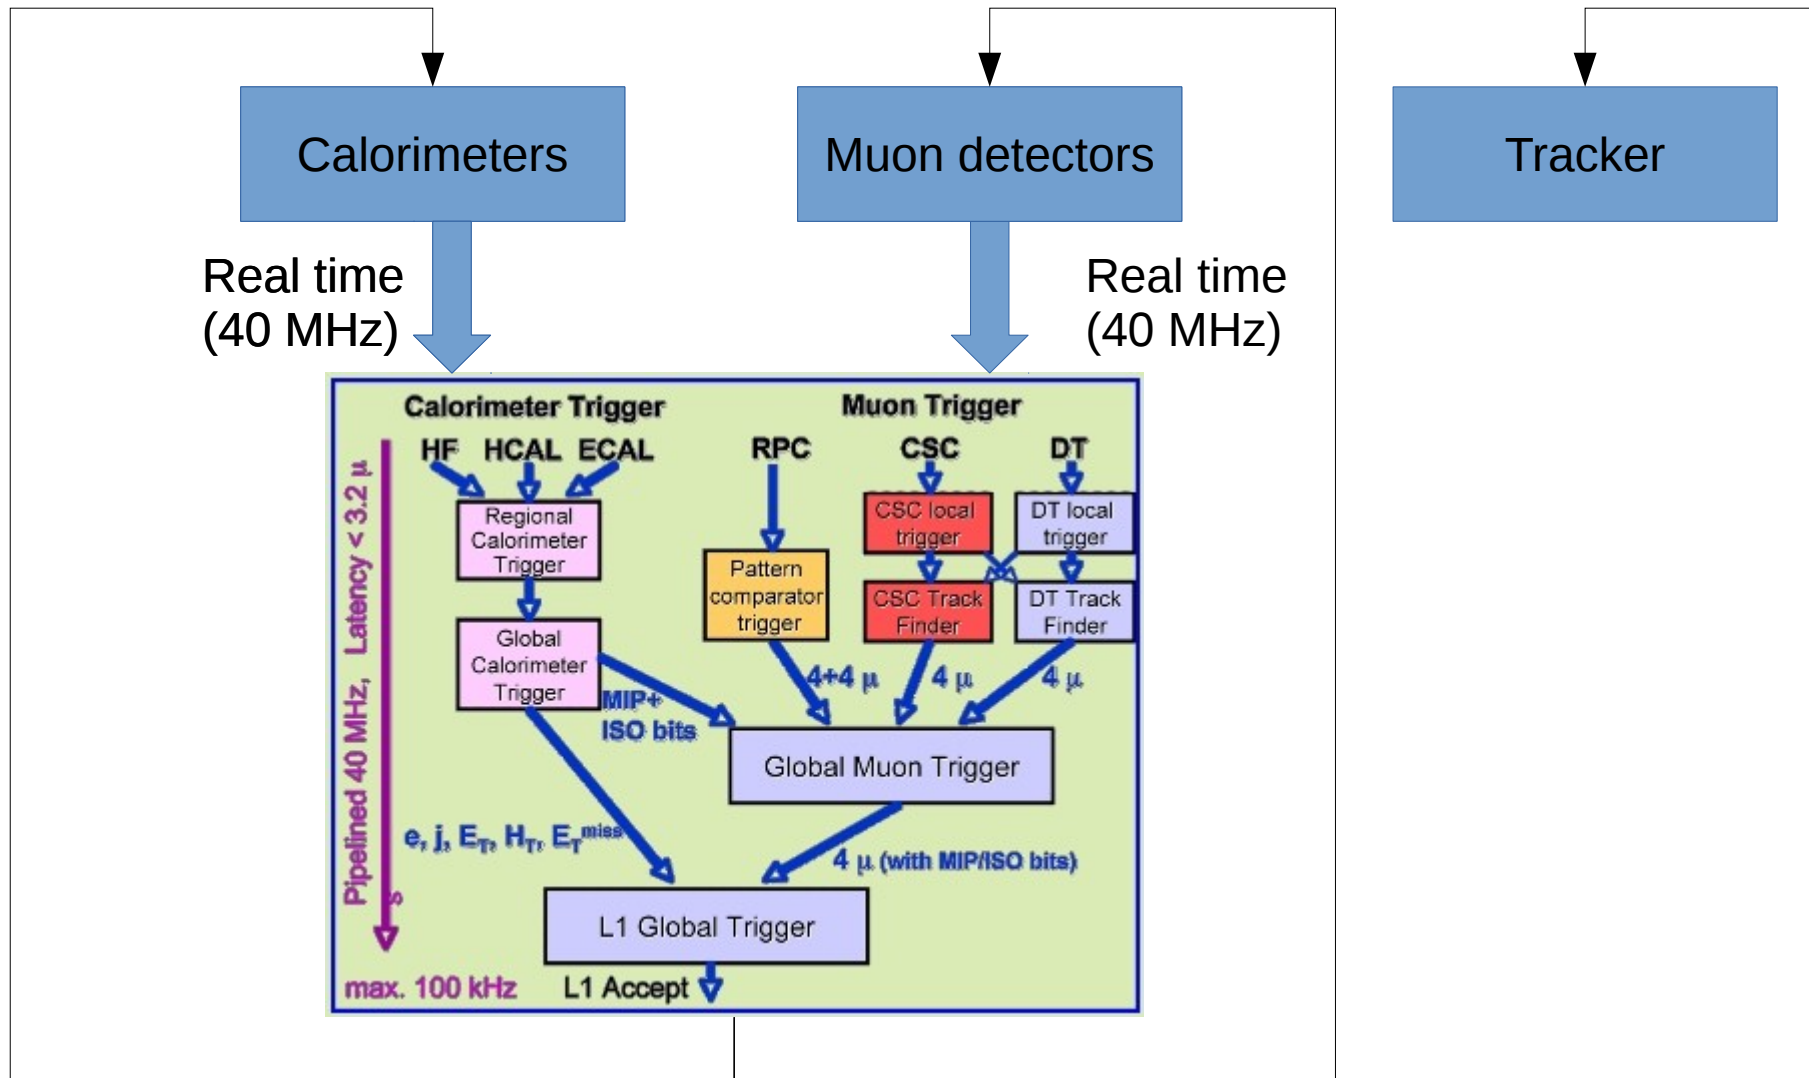 Calorimeters
Muon detectors
Tracker
Real time
(40 MHz)
Real time
(40 MHz)
Calorimeter Trigger
Muon Trigger
HF HCAL ECAL
RPC
CSC
DT
Pipelined 40 MHz, Latency < 3.2 μ
s
Regional
Calorimeter
Trigger
CSC local
trigger
DT local
trigger
Pattern
comparator
trigger
CSC Track
Finder
DT Track
Finder
Global
Calorimeter
Trigger
4+4 μ
4 μ
4 μ
MIP+
ISO bits
Global Muon Trigger
e, j, E_T, H_T, E_T^miss
4 μ (with MIP/ISO bits)
L1 Global Trigger
max. 100 kHz
L1 Accept